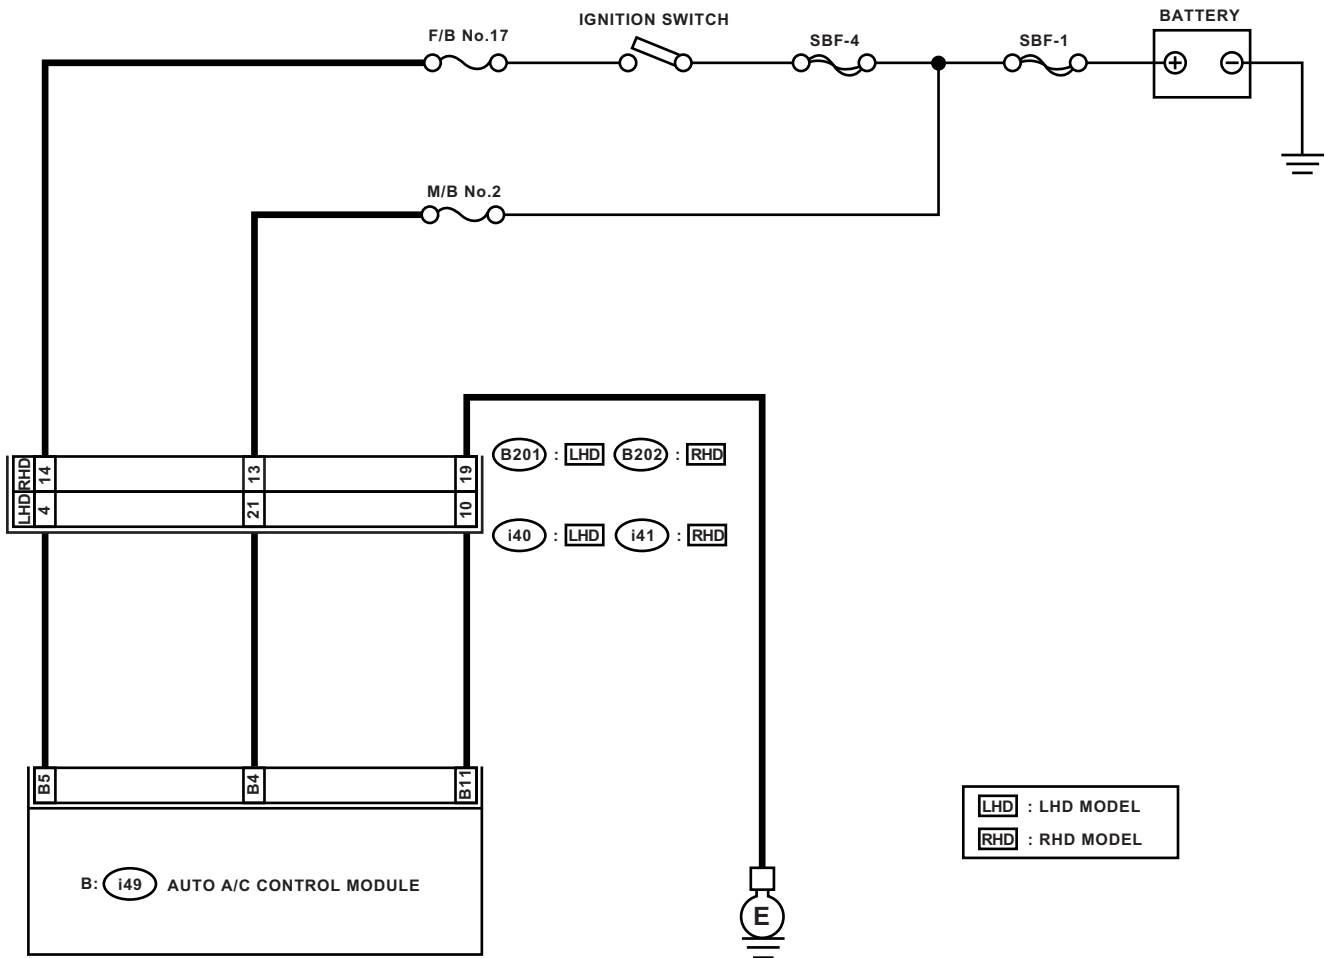 BATTERY
IGNITION SWITCH
F/B No.17
SBF-4
SBF-1
+
−
M/B No.2
B201 : LHD B202 : RHD
RHD 14 13 19
LHD 4 21 10
i40 : LHD i41 : RHD
B5 B4 B11
LHD : LHD MODEL
RHD : RHD MODEL
B: i49 AUTO A/C CONTROL MODULE
E